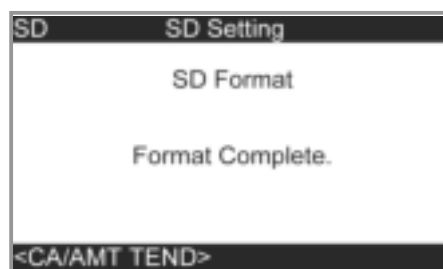 SD SD Setting
SD Format
Format Complete.
<CA/AMT TEND>